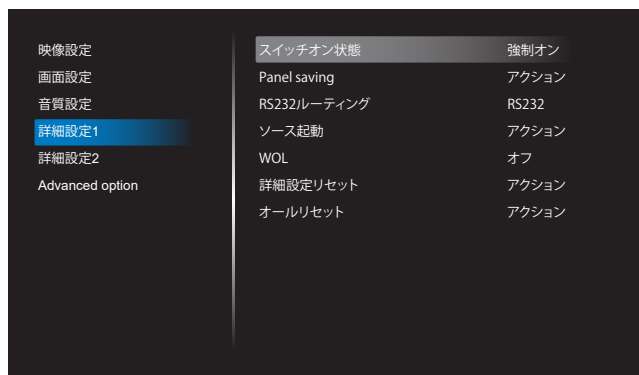 映像設定
画面設定
音質設定
詳細設定1
詳細設定2
Advanced option
スイッチオン状態 強制オン
Panel saving アクション
RS232ルーティング RS232
ソース起動 アクション
WOL オフ
詳細設定リセット アクション
オールリセット アクション